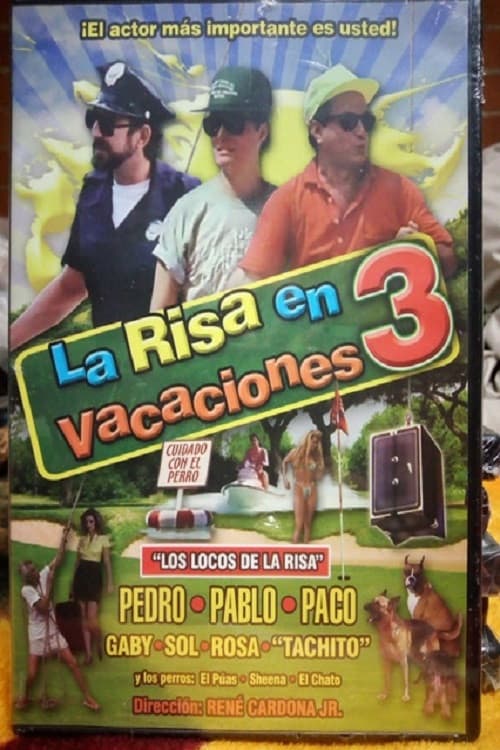 ¡El actor más importante es usted!
La Risa en
Vacaciones 3
CUIDADO
CON EL
PERRO
"LOS LOCOS DE LA RISA"
PEDRO • PABLO • PACO
GABY • SOL • ROSA • "TACHITO"
y los perros: El Púas • Sheena • El Chato
Dirección: RENÉ CARDONA JR.